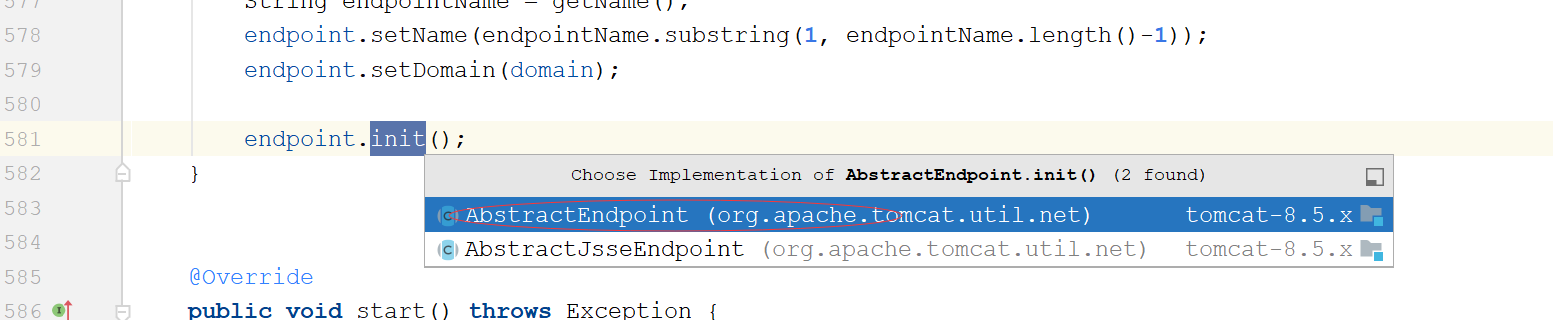 577 String endpointName = getName();
578 endpoint.setName(endpointName.substring(1, endpointName.length()-1));
579 endpoint.setDomain(domain);
580
581 endpoint.init();
Choose Implementation of AbstractEndpoint.init() (2 found)
582 }
C AbstractEndpoint (org.apache.tomcat.util.net) tomcat-8.5.x
583
584
C AbstractJsseEndpoint (org.apache.tomcat.util.net) tomcat-8.5.x
585 @Override
586 I public void start() throws Exception {